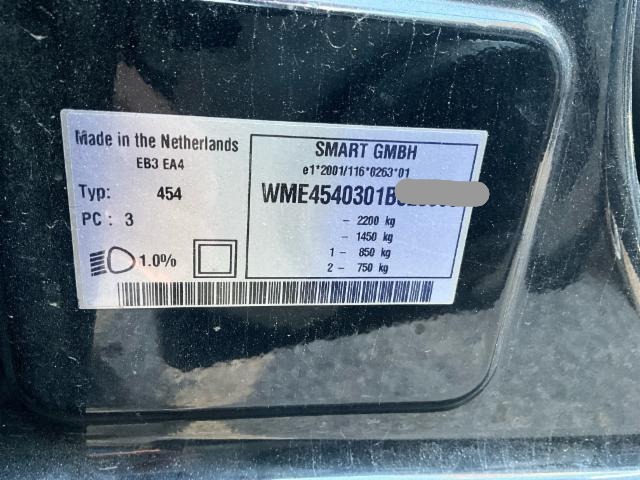 Made in the Netherlands
EB3 EA4
Typ: 454
PC : 3
1.0%
SMART GMBH
e1*2001/116*0263*01
WME4540301B
- 2200 kg
- 1450 kg
1 - 850 kg
2 - 750 kg